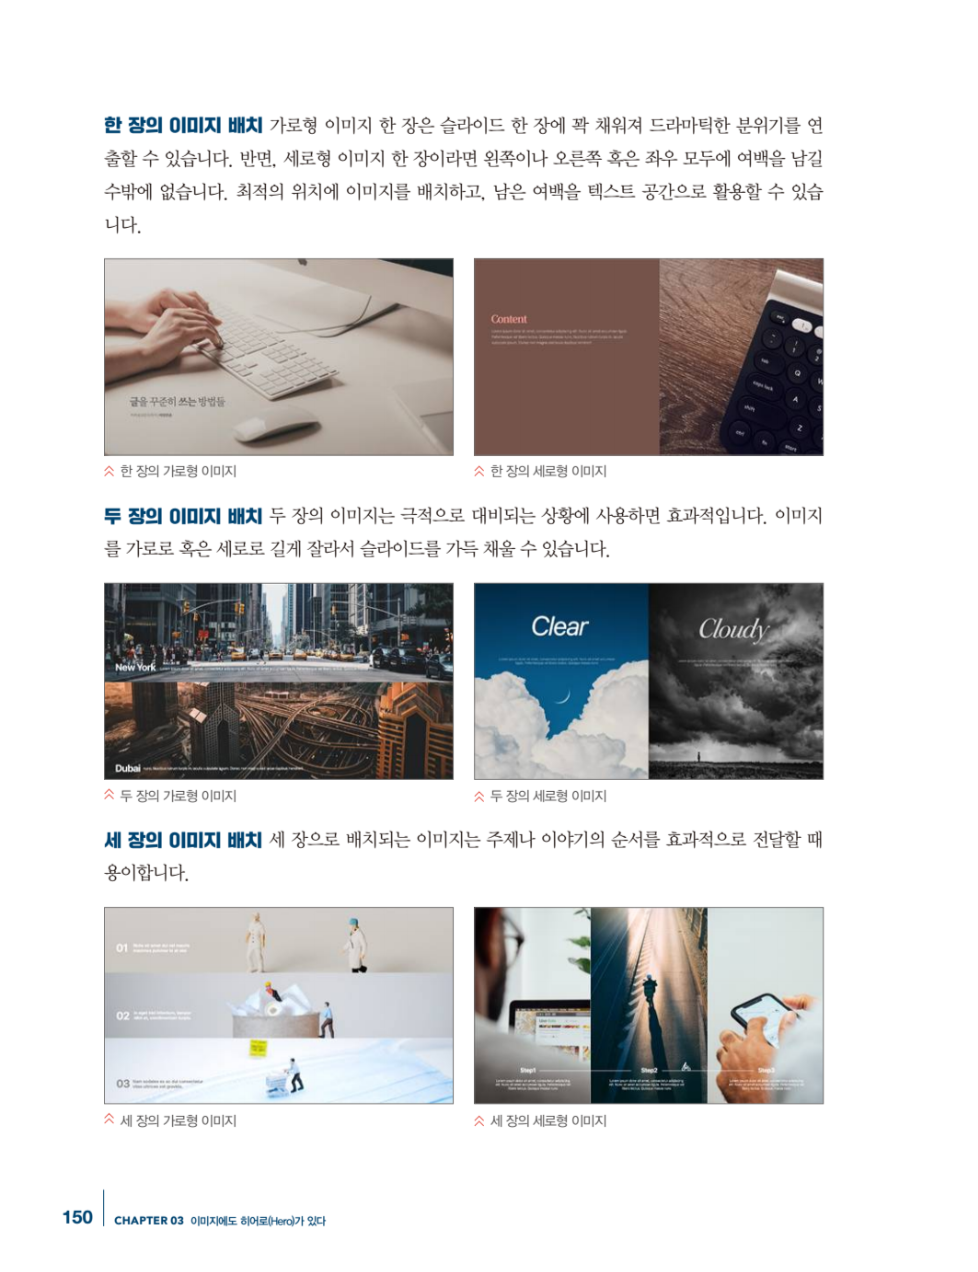 한 장의 이미지 배치 가로형 이미지 한 장은 슬라이드 한 장에 꽉 채워져 드라마틱한 분위기를 연
출할 수 있습니다. 반면, 세로형 이미지 한 장이라면 왼쪽이나 오른쪽 혹은 좌우 모두에 여백을 남길
수밖에 없습니다. 최적의 위치에 이미지를 배치하고, 남은 여백을 텍스트 공간으로 활용할 수 있습
니다.
글을 꾸준히 쓰는 방법들
Content
한 장의 가로형 이미지
한 장의 세로형 이미지
두 장의 이미지 배치 두 장의 이미지는 극적으로 대비되는 상황에 사용하면 효과적입니다. 이미지
를 가로로 혹은 세로로 길게 잘라서 슬라이드를 가득 채울 수 있습니다.
New York
Dubai
Clear
Cloudy
두 장의 가로형 이미지
두 장의 세로형 이미지
세 장의 이미지 배치 세 장으로 배치되는 이미지는 주제나 이야기의 순서를 효과적으로 전달할 때
용이합니다.
01
02
03
Step1
Step2
Step3
세 장의 가로형 이미지
세 장의 세로형 이미지
150 CHAPTER 03 이미지에도 히어로(Hero)가 있다